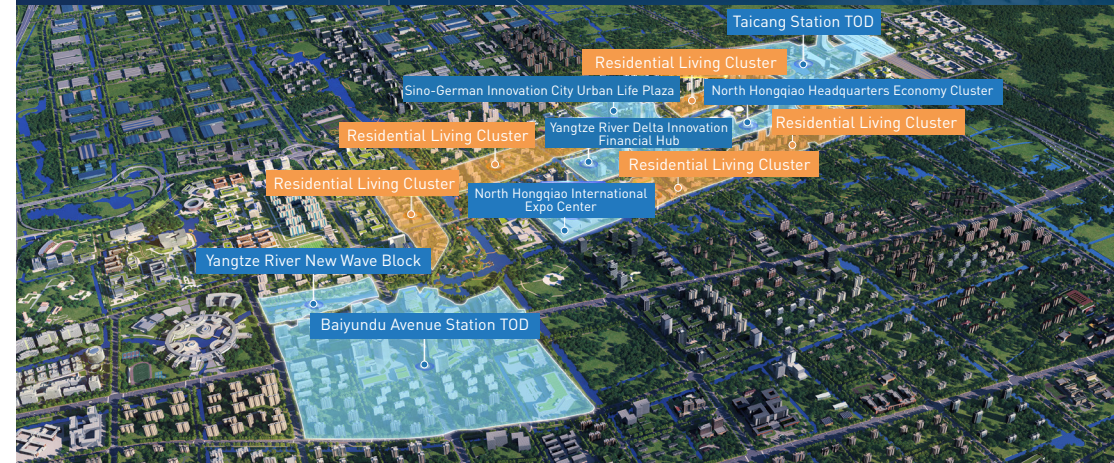 Taicang Station TOD
Residential Living Cluster
Sino-German Innovation City Urban Life Plaza
North Hongqiao Headquarters Economy Cluster
Residential Living Cluster
Yangtze River Delta Innovation
Financial Hub
Residential Living Cluster
Residential Living Cluster
Residential Living Cluster
North Hongqiao International
Expo Center
Yangtze River New Wave Block
Baiyundu Avenue Station TOD